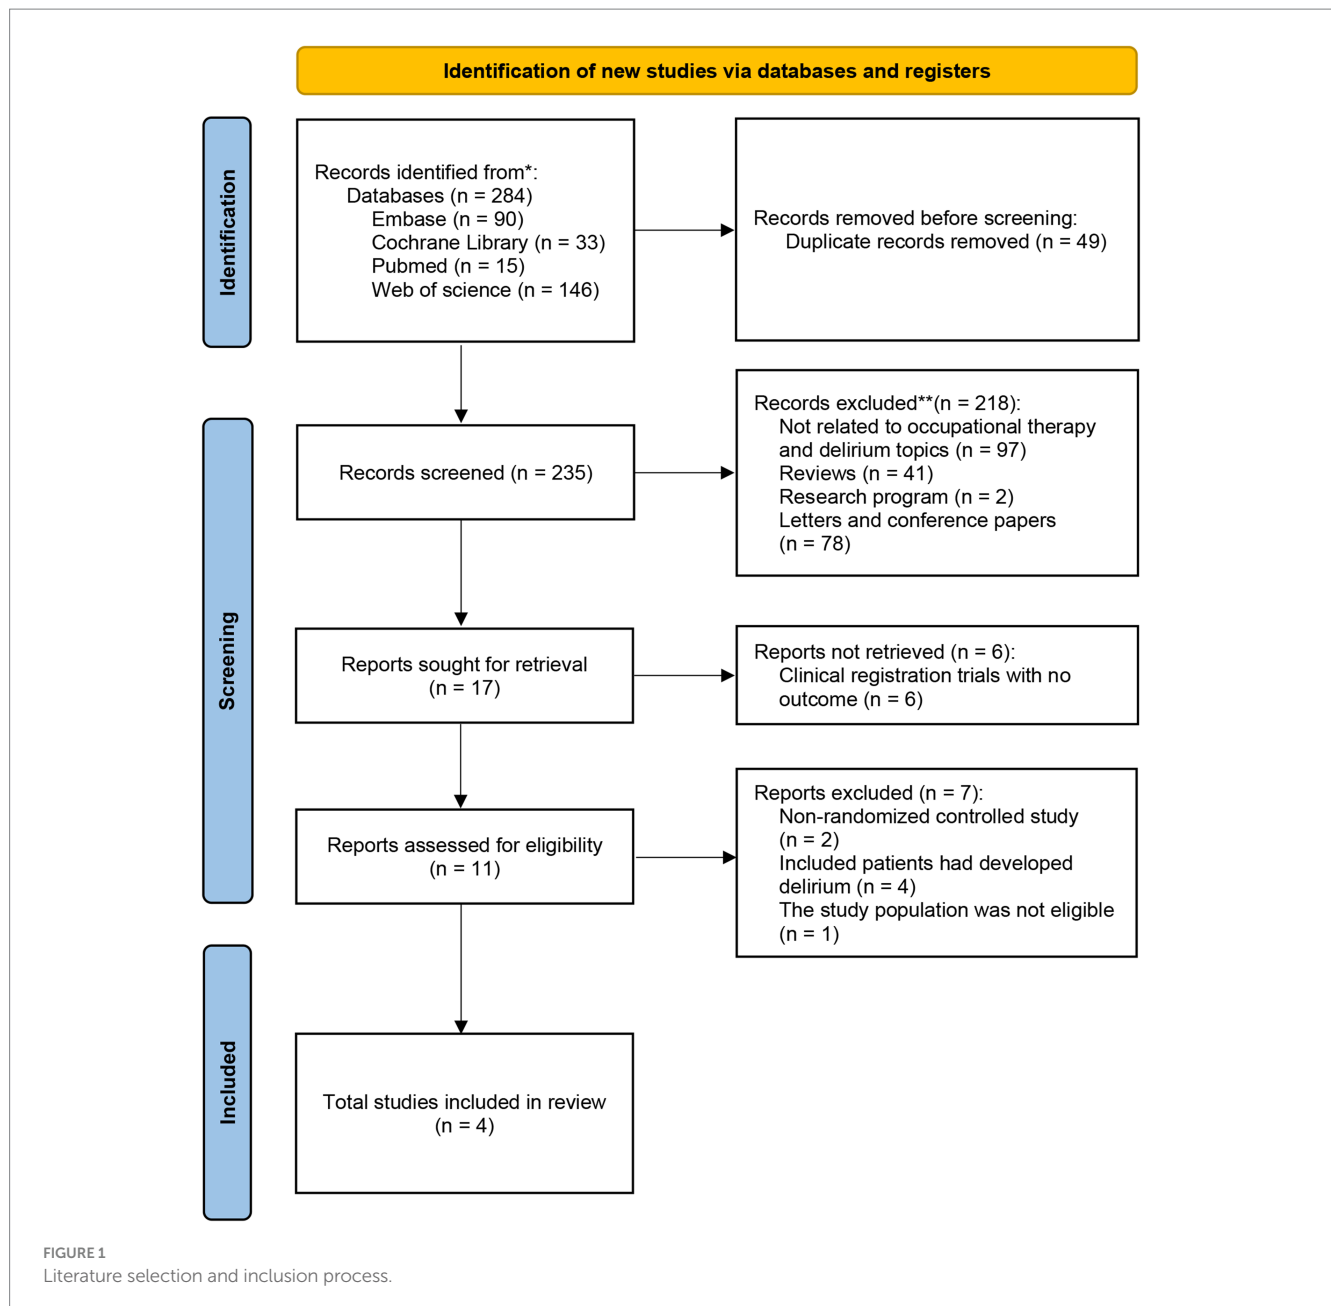 Identification of new studies via databases and registers
Identification
Records identified from*:
Databases (n = 284)
Embase (n = 90)
Cochrane Library (n = 33)
Pubmed (n = 15)
Web of science (n = 146)
Records removed before screening:
Duplicate records removed (n = 49)
Screening
Records screened (n = 235)
Records excluded**(n = 218):
Not related to occupational therapy
and delirium topics (n = 97)
Reviews (n = 41)
Research program (n = 2)
Letters and conference papers
(n = 78)
Reports sought for retrieval
(n = 17)
Reports not retrieved (n = 6):
Clinical registration trials with no
outcome (n = 6)
Reports assessed for eligibility
(n = 11)
Reports excluded (n = 7):
Non-randomized controlled study
(n = 2)
Included patients had developed
delirium (n = 4)
The study population was not eligible
(n = 1)
Included
Total studies included in review
(n = 4)
FIGURE 1
Literature selection and inclusion process.